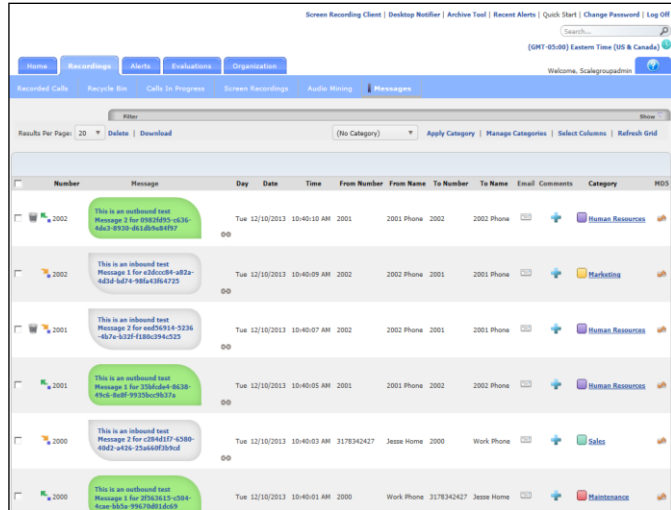 Screen Recording Client | Desktop Notifier | Archive Tool | Recent Alerts | Quick Start | Change Password | Log Off
Search...
(GMT-05:00) Eastern Time (US & Canada)
Home Recordings Alerts Evaluations Organization
Welcome, Scalegroupadmin
Recorded Calls Recycle Bin Calls In Progress Screen Recordings Audio Mining Messages
Filter Show
Results Per Page: 20 Delete | Download (No Category) Apply Category | Manage Categories | Select Columns | Refresh Grid
Number Message Day Date Time From Number From Name To Number To Name Email Comments Category MD5
This is an outbound test
2002 Message 2 for 0982fd95-c636- Tue 12/10/2013 10:40:10 AM 2001 2001 Phone 2002 2002 Phone Human Resources
4de3-8930-d61db9a84f97
This is an inbound test
2002 Message 1 for e2dccc84-a82a- Tue 12/10/2013 10:40:09 AM 2002 2002 Phone 2001 2001 Phone Marketing
4d3d-bd74-98fa43f64725
This is an inbound test
2001 Message 2 for eed56914-5236 Tue 12/10/2013 10:40:07 AM 2002 2002 Phone 2001 2001 Phone Human Resources
-4b7e-b32f-f180c394c525
This is an outbound test
2001 Message 1 for 35bfcde4-8638- Tue 12/10/2013 10:40:05 AM 2001 2001 Phone 2002 2002 Phone Human Resources
49c6-8e8f-9935bcc9b37a
This is an inbound test
2000 Message 2 for c284d1f7-6580- Tue 12/10/2013 10:40:03 AM 3178342427 Jesse Home 2000 Work Phone Sales
40d2-a426-25a660f3b9cd
This is an outbound test
2000 Message 1 for 2f563615-c504- Tue 12/10/2013 10:40:01 AM 2000 Work Phone 3178342427 Jesse Home Maintenance
4cae-bb5a-99670d01dc69